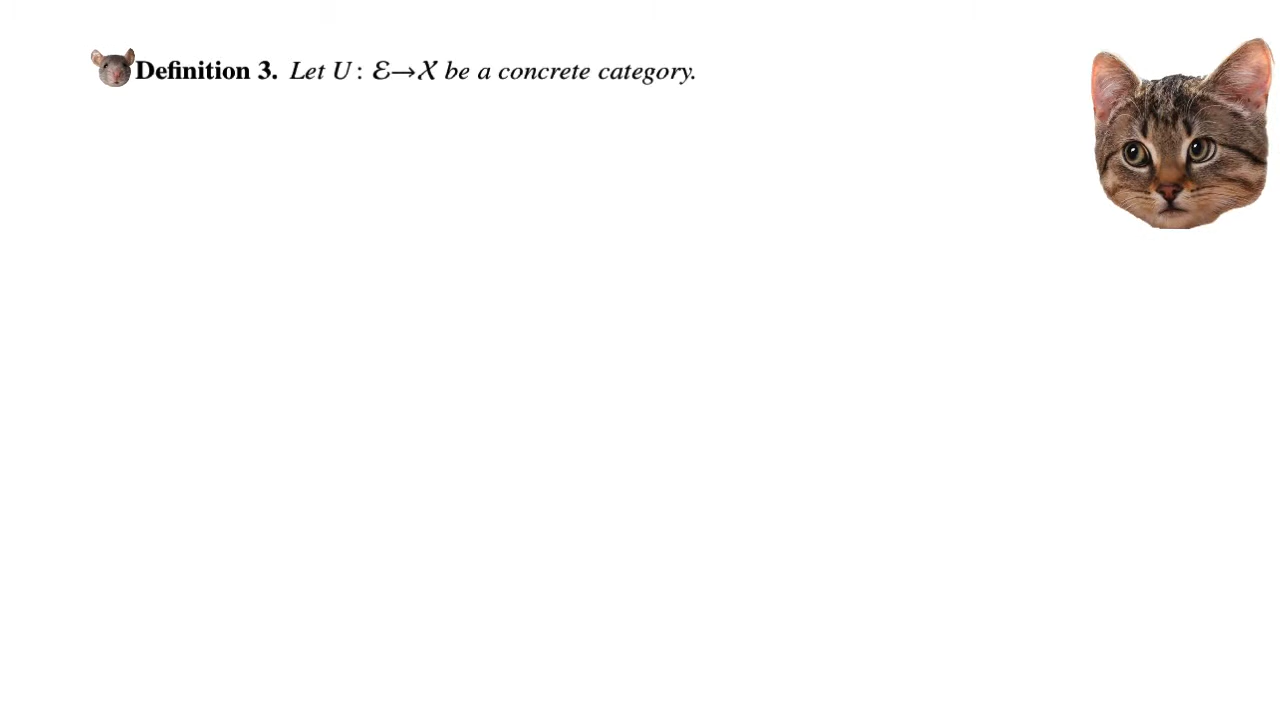 Definition 3. Let U : ℰ→X be a concrete category.